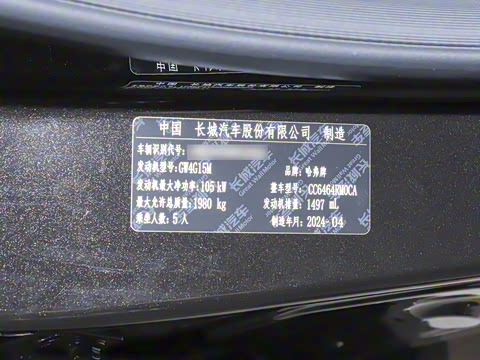 中国 长城汽车股份有限公司 制造
车辆识别代号:
发动机型号:GW4G15M 品牌:哈弗牌
发动机最大净功率:105 kW 整车型号:CC6464RM0CA
最大允许总质量:1980 kg 发动机排量:1497 mL
乘坐人数:5人 制造年月:2024-04